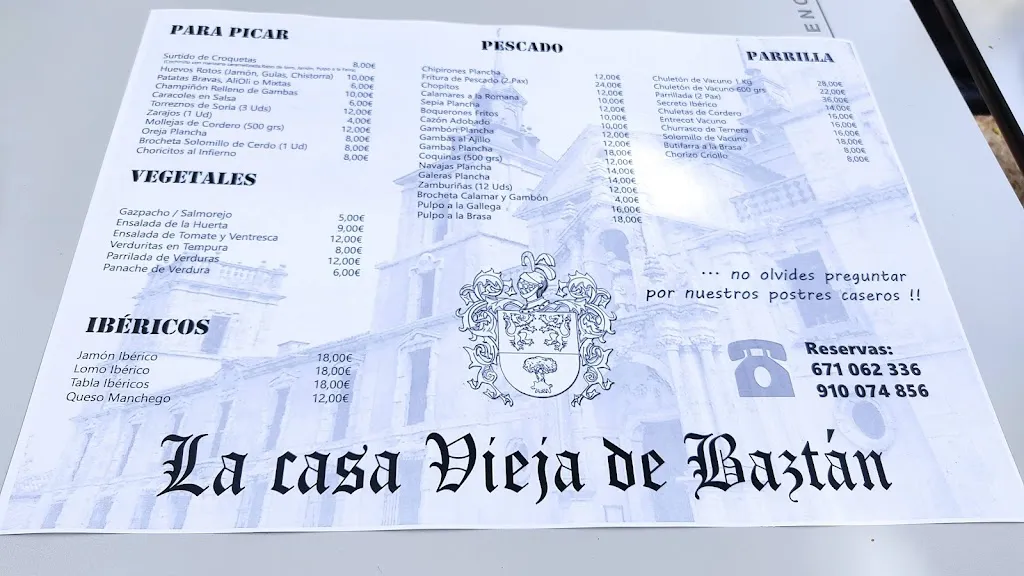 PARA PICAR
Surtido de Croquetas 8,00€
Huevos Rotos (Jamón, Gulas, Chistorra) 10,00€
Patatas Bravas, AliOli o Mixtas 6,00€
Champiñón Relleno de Gambas 10,00€
Caracoles en Salsa 6,00€
Torreznos de Soria (3 Uds) 12,00€
Zarajos (1 Ud) 4,00€
Mollejas de Cordero (500 grs) 12,00€
Oreja Plancha 8,00€
Brocheta Solomillo de Cerdo (1 Ud) 8,00€
Choricitos al Infierno 8,00€
VEGETALES
Gazpacho / Salmorejo 5,00€
Ensalada de la Huerta 9,00€
Ensalada de Tomate y Ventresca 12,00€
Verduritas en Tempura 8,00€
Parrilada de Verduras 12,00€
Panache de Verdura 6,00€
IBÉRICOS
Jamón Ibérico 18,00€
Lomo Ibérico 18,00€
Tabla Ibéricos 18,00€
Queso Manchego 12,00€
PESCADO
Chipirones Plancha 12,00€
Fritura de Pescado (2.Pax) 24,00€
Chopitos 12,00€
Calamares a la Romana 10,00€
Sepia Plancha 12,00€
Boquerones Fritos 10,00€
Cazón Adobado 10,00€
Gambón Plancha 12,00€
Gambas al Ajillo 12,00€
Gambas Plancha 18,00€
Coquinas (500 grs) 12,00€
Navajas Plancha 14,00€
Galeras Plancha 14,00€
Zamburiñas (12 Uds) 12,00€
Brocheta Calamar y Gambón 4,00€
Pulpo a la Gallega 16,00€
Pulpo a la Brasa 18,00€
PARRILLA
Chuletón de Vacuno 1 Kg 28,00€
Chuletón de Vacuno 600 grs 22,00€
Parrillada (2 Pax) 36,00€
Secreto Ibérico 14,00€
Chuletas de Cordero 16,00€
Entrecot Vacuno 16,00€
Churrasco de Ternera 16,00€
Solomillo de Vacuno 18,00€
Butifarra a la Brasa 8,00€
Chorizo Criollo 8,00€
... no olvides preguntar
por nuestros postres caseros !!
Reservas:
671 062 336
910 074 856
La casa Vieja de Baztán